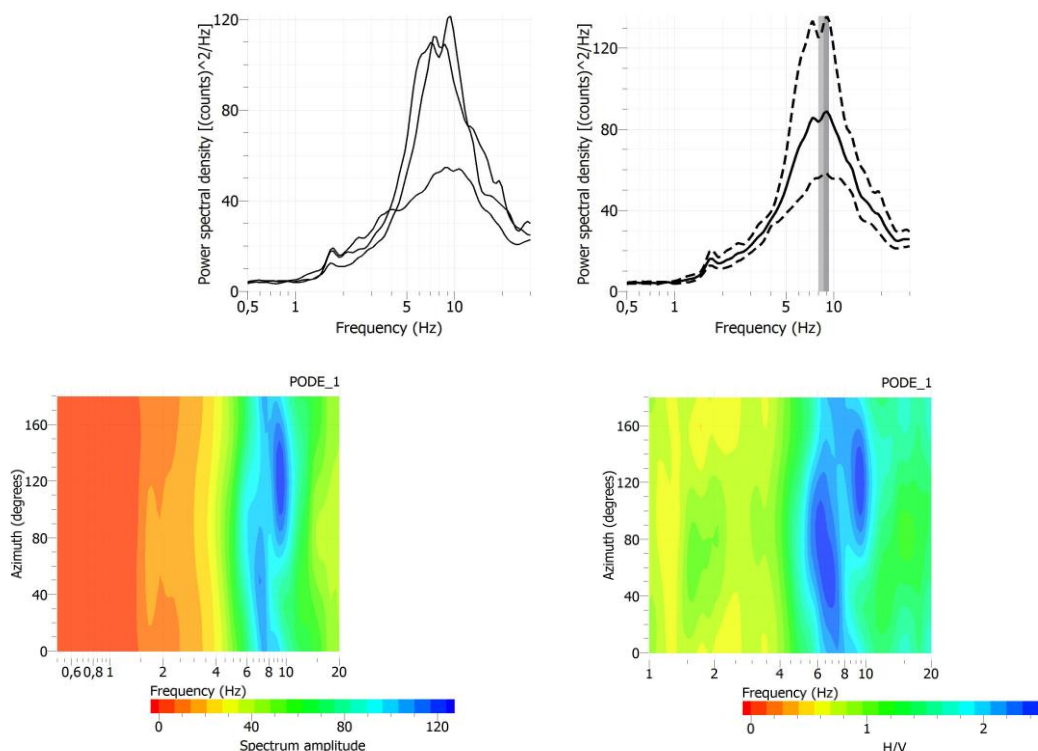 Power spectral density [(counts)^2/Hz]
120
80
40
0
0,5
1
5
10
Frequency (Hz)
Power spectral density [(counts)^2/Hz]
120
80
40
0
0,5
1
5
10
Frequency (Hz)
PODE_1
Azimuth (degrees)
160
120
80
40
0
0,6 0,8 1 2 4 6 8 10 20
Frequency (Hz)
0 40 80 120
Spectrum amplitude
PODE_1
Azimuth (degrees)
160
120
80
40
0
1 2 4 6 8 10 20
Frequency (Hz)
0 1 2
H/V